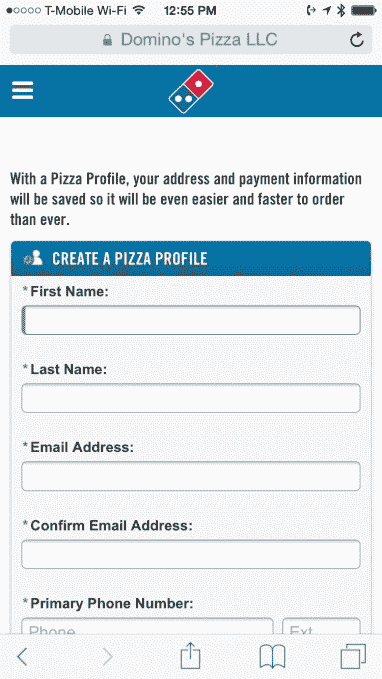 T-Mobile Wi-Fi 12:55 PM
Domino's Pizza LLC
With a Pizza Profile, your address and payment information
will be saved so it will be even easier and faster to order
than ever.
CREATE A PIZZA PROFILE
*First Name:
*Last Name:
*Email Address:
*Confirm Email Address:
*Primary Phone Number:
Phone Ext